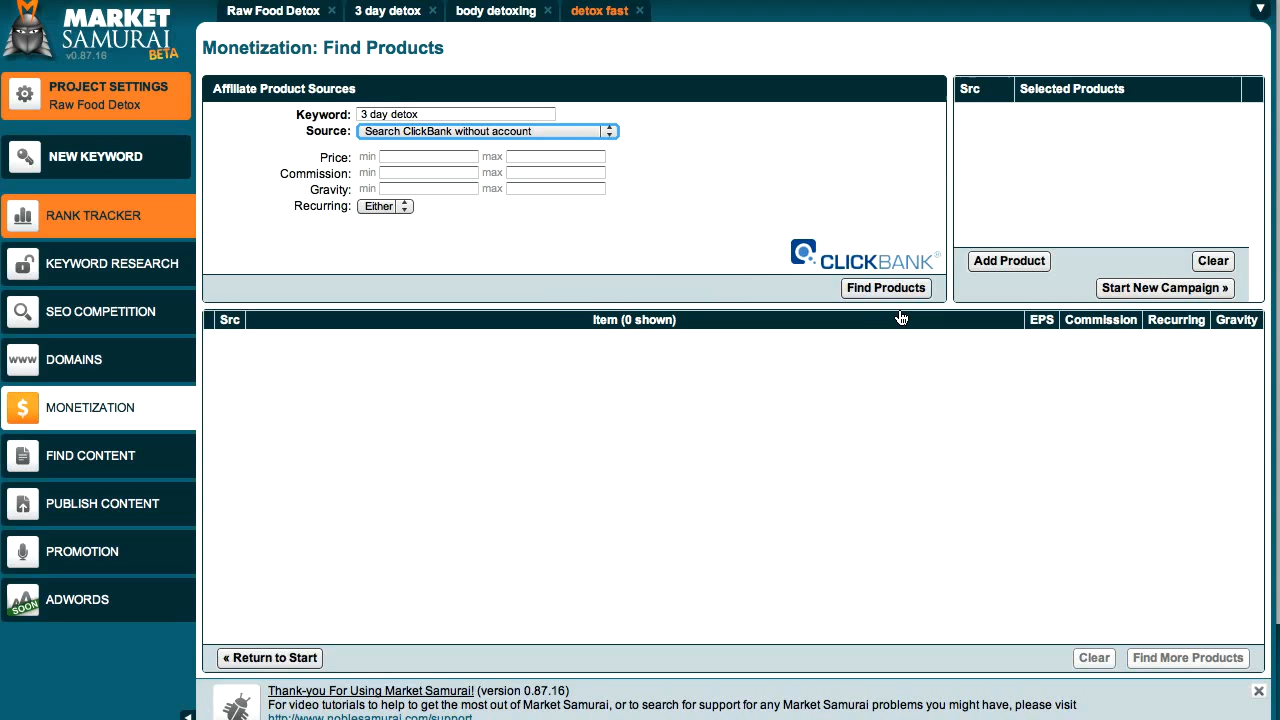 Raw Food Detox
3 day detox
body detoxing
detox fast
MARKET
SAMURAI
v0.87.16
BETA
PROJECT SETTINGS
Raw Food Detox
NEW KEYWORD
RANK TRACKER
KEYWORD RESEARCH
SEO COMPETITION
www
DOMAINS
$
MONETIZATION
FIND CONTENT
PUBLISH CONTENT
PROMOTION
SOON
ADWORDS
Monetization: Find Products
Affiliate Product Sources
Keyword: 3 day detox
Source: Search ClickBank without account
Price: min max
Commission: min max
Gravity: min max
Recurring: Either
CLICKBANK®
Find Products
Src Selected Products
Add Product Clear
Start New Campaign »
Src Item (0 shown) EPS Commission Recurring Gravity
« Return to Start Clear Find More Products
Thank-you For Using Market Samurai! (version 0.87.16)
For video tutorials to help to get the most out of Market Samurai, or to search for support for any Market Samurai problems you might have, please visit
http://www.noblesamurai.com/support